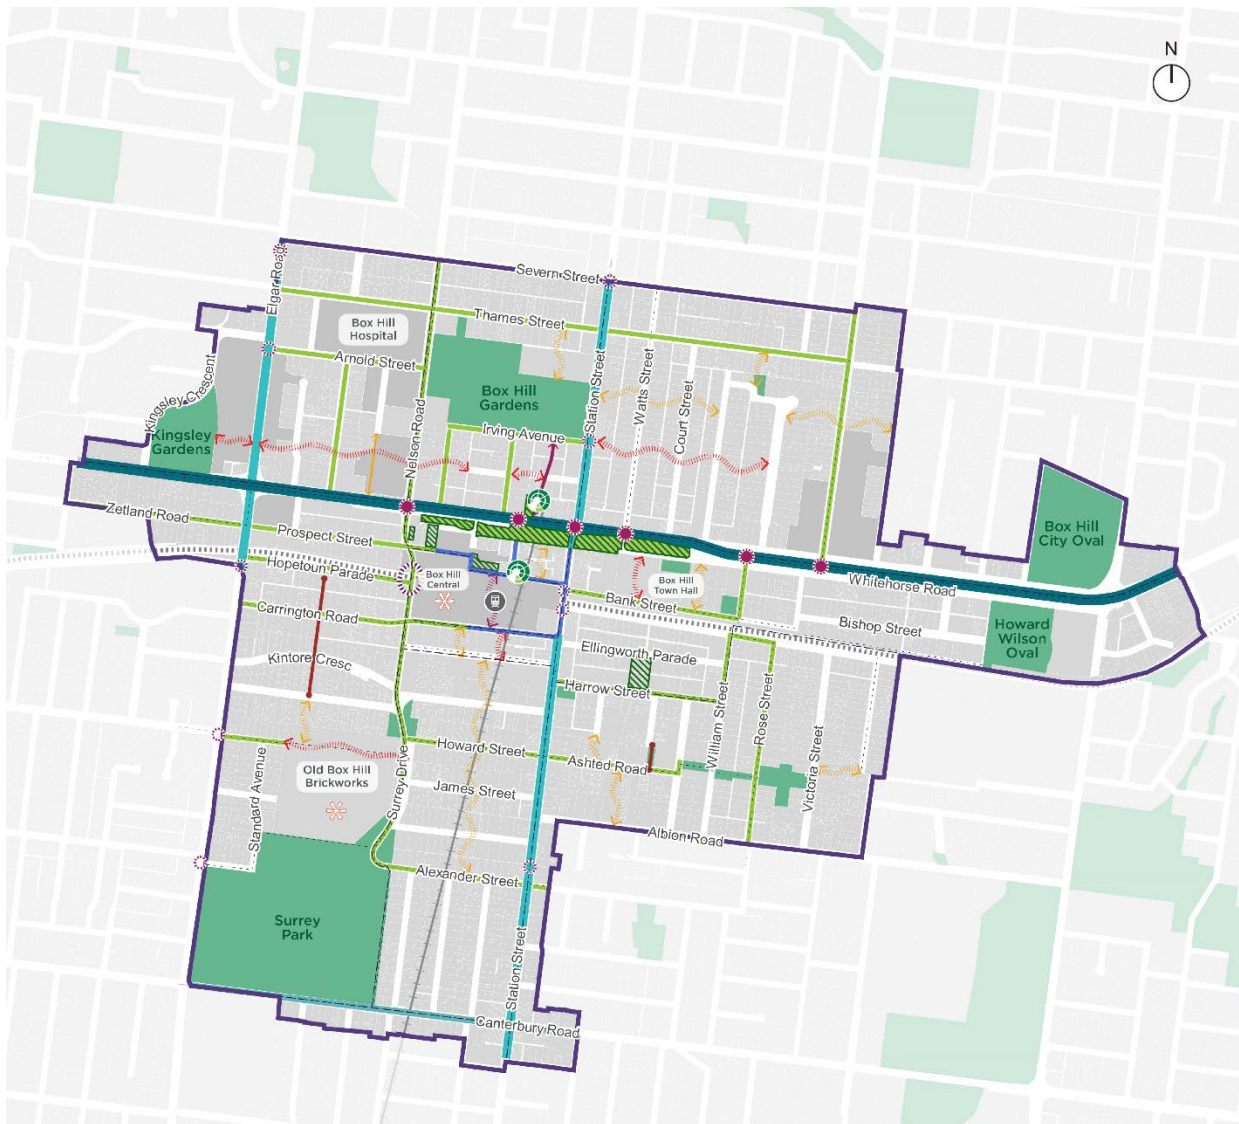 N
Severn Street
Elgar Road
Thames Street
Box Hill
Hospital
Arnold Street
Kingsley Crescent
Box Hill
Gardens
Station Street
Watts Street
Court Street
Nelson Road
Irving Avenue
Kingsley
Gardens
Zetland Road
Prospect Street
Box Hill
City Oval
Hopetoun Parade
Box Hill
Central
Box Hill
Town Hall
Whitehorse Road
Carrington Road
Bank Street
Bishop Street
Howard
Wilson
Oval
Kintore Cresc
Ellingworth Parade
Harrow Street
William Street
Rose Street
Victoria Street
Howard Street
Ashted Road
Old Box Hill
Brickworks
Standard Avenue
Surrey Drive
James Street
Albion Road
Alexander Street
Surrey
Park
Station Street
Canterbury Road